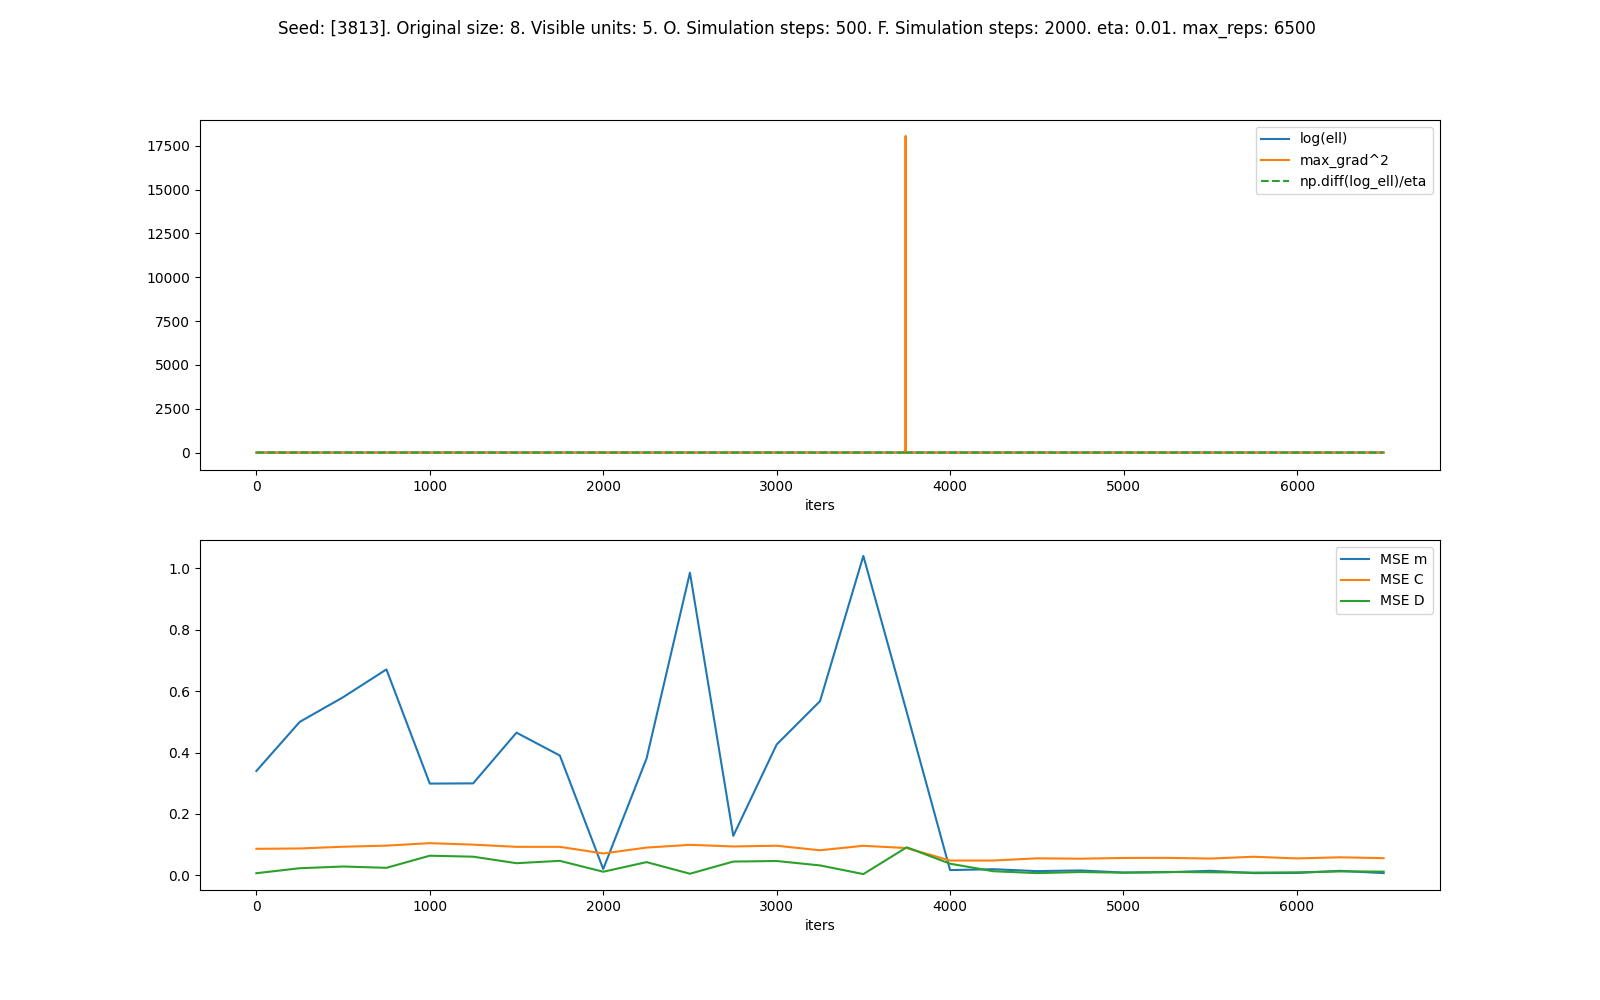 Seed: [3813]. Original size: 8. Visible units: 5. O. Simulation steps: 500. F. Simulation steps: 2000. eta: 0.01. max_reps: 6500
log(ell)
max_grad^2
np.diff(log_ell)/eta
17500
15000
12500
10000
7500
5000
2500
0
0 1000 2000 3000 4000 5000 6000
iters
MSE m
MSE C
MSE D
1.0
0.8
0.6
0.4
0.2
0.0
0 1000 2000 3000 4000 5000 6000
iters